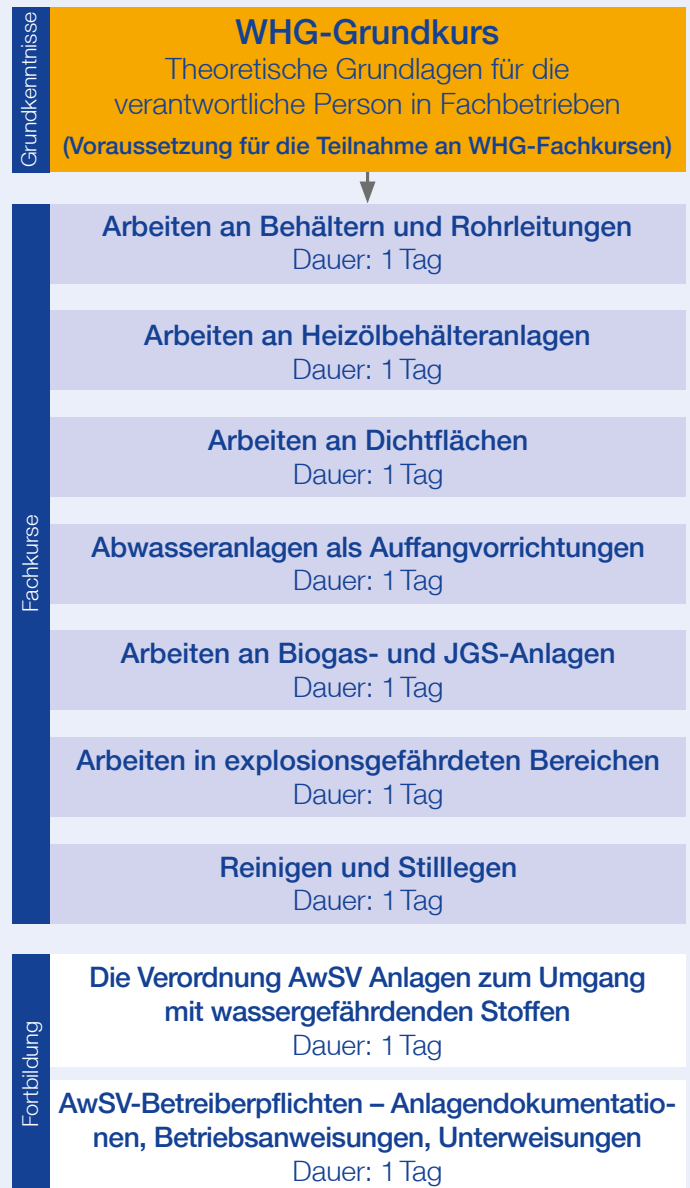 Grundkenntnisse
WHG-Grundkurs
Theoretische Grundlagen für die
verantwortliche Person in Fachbetrieben
(Voraussetzung für die Teilnahme an WHG-Fachkursen)
Fachkurse
Arbeiten an Behältern und Rohrleitungen
Dauer: 1 Tag
Arbeiten an Heizölbehälteranlagen
Dauer: 1 Tag
Arbeiten an Dichtflächen
Dauer: 1 Tag
Abwasseranlagen als Auffangvorrichtungen
Dauer: 1 Tag
Arbeiten an Biogas- und JGS-Anlagen
Dauer: 1 Tag
Arbeiten in explosionsgefährdeten Bereichen
Dauer: 1 Tag
Reinigen und Stilllegen
Dauer: 1 Tag
Fortbildung
Die Verordnung AwSV Anlagen zum Umgang
mit wassergefährdenden Stoffen
Dauer: 1 Tag
AwSV-Betreiberpflichten – Anlagendokumentatio-
nen, Betriebsanweisungen, Unterweisungen
Dauer: 1 Tag